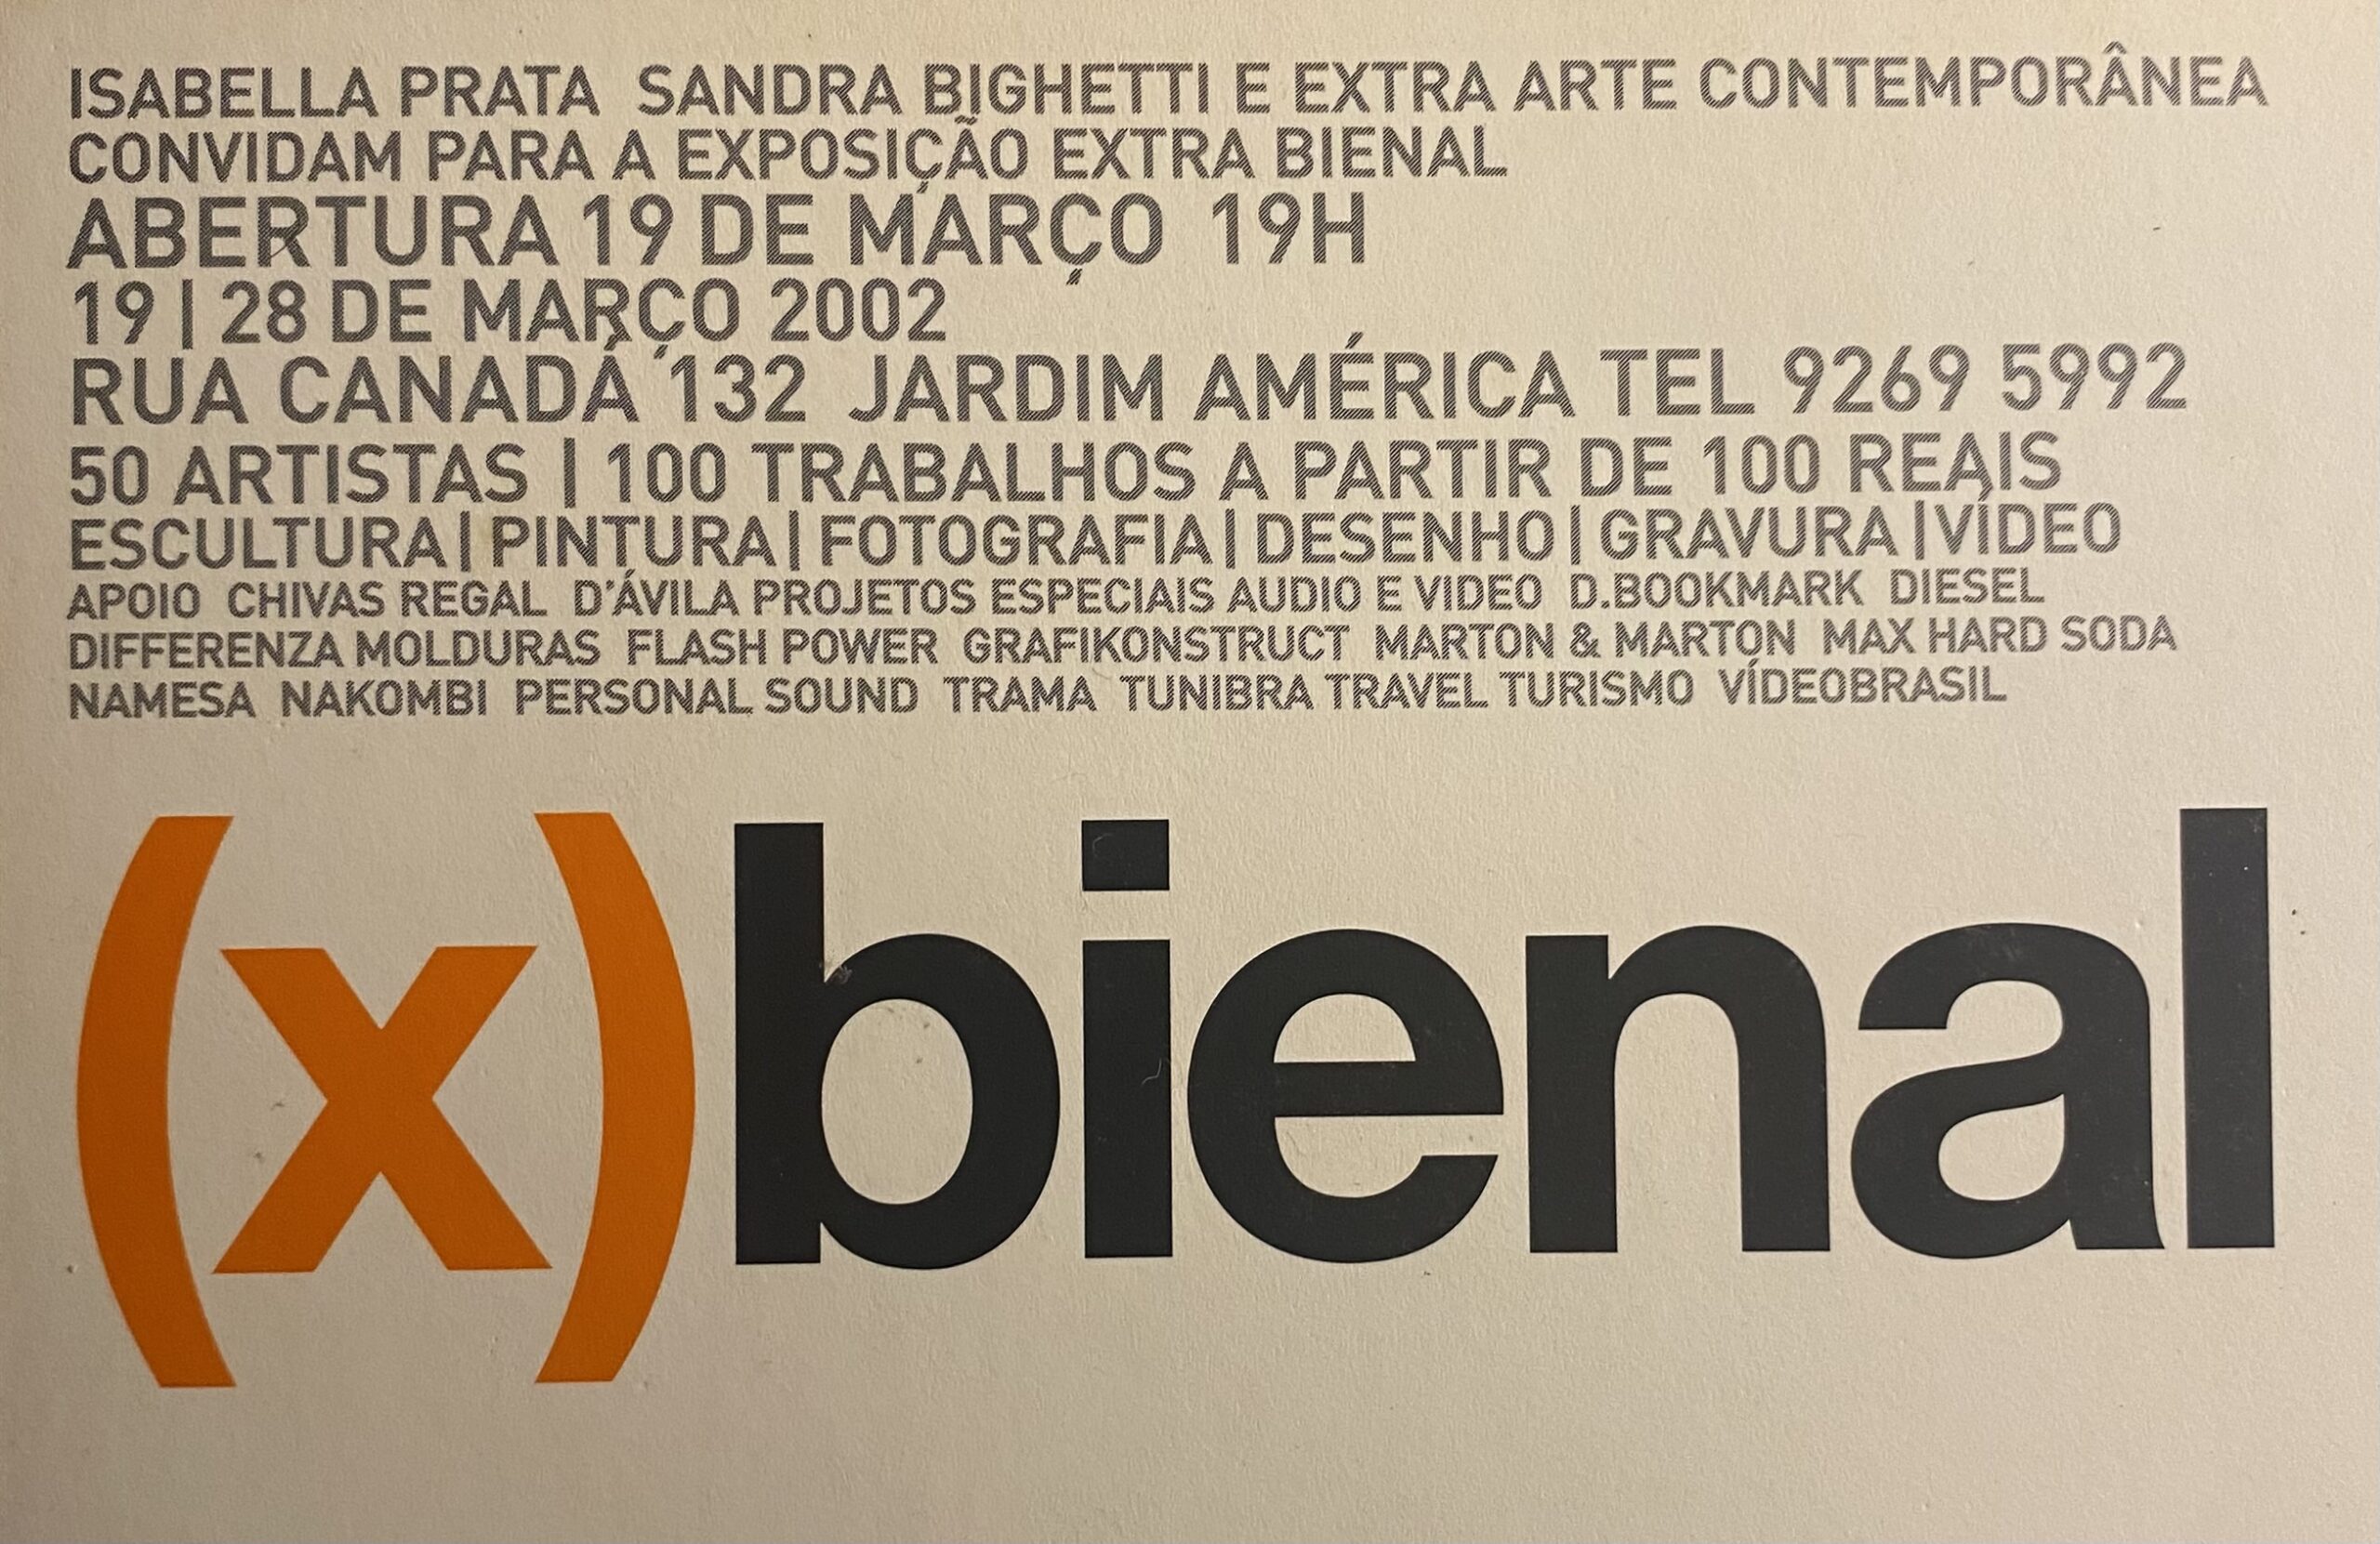 ISABELLA PRATA SANDRA BIGHETTI E EXTRA ARTE CONTEMPORÂNEA
CONVIDAM PARA A EXPOSIÇÃO EXTRA BIENAL
ABERTURA 19 DE MARÇO 19H
19 | 28 DE MARÇO 2002
RUA CANADÁ 132 JARDIM AMÉRICA TEL 9269 5992
50 ARTISTAS | 100 TRABALHOS A PARTIR DE 100 REAIS
ESCULTURA | PINTURA | FOTOGRAFIA | DESENHO | GRAVURA | VÍDEO
APOIO CHIVAS REGAL D'ÁVILA PROJETOS ESPECIAIS AUDIO E VIDEO D.BOOKMARK DIESEL
DIFFERENZA MOLDURAS FLASH POWER GRAFIKONSTRUCT MARTON & MARTON MAX HARD SODA
NAMESA NAKOMBI PERSONAL SOUND TRAMA TUNIBRA TRAVEL TURISMO VÍDEOBRASIL
(x)bienal